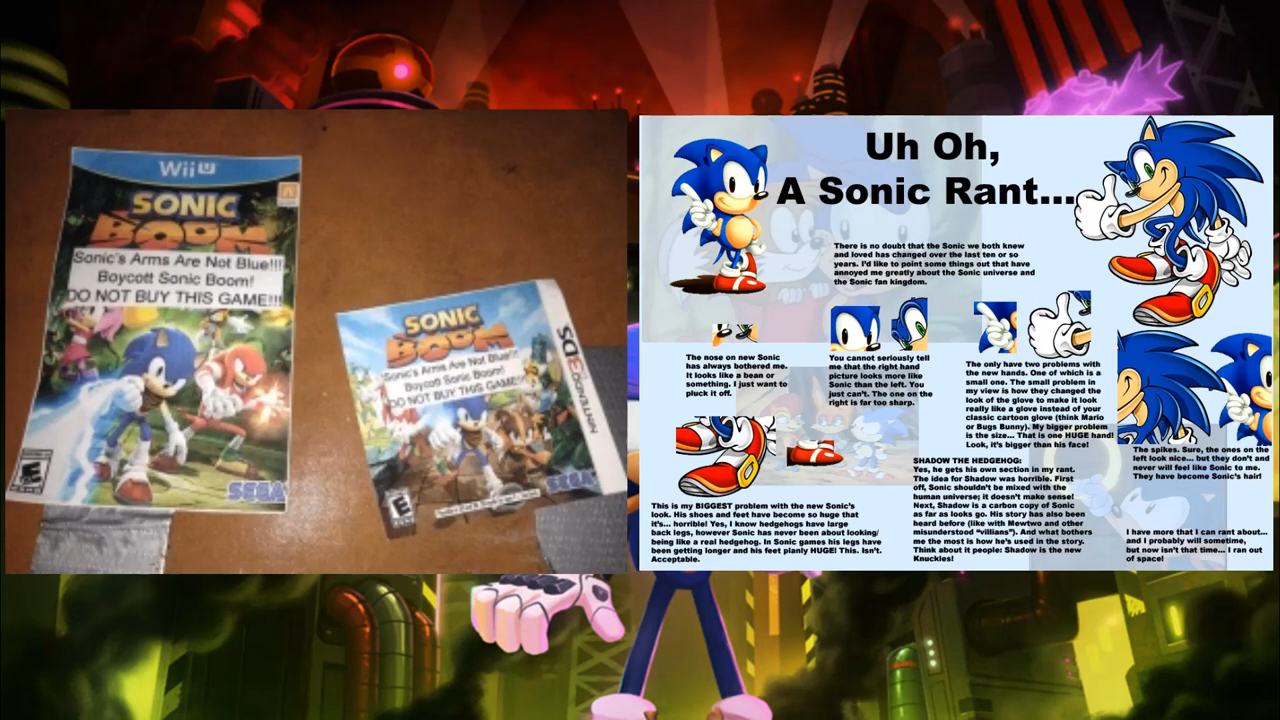 Wii U
SONIC
BOOM
Sonic's Arms Are Not Blue!!!
Boycott Sonic Boom!
DO NOT BUY THIS GAME!!!
E
SEGA
SONIC
BOOM
Sonic's Arms Are Not Blue!!!
Boycott Sonic Boom!
DO NOT BUY THIS GAME!!!
NINTENDO 3DS
E
SEGA
Uh Oh,
A Sonic Rant...
There is no doubt that the Sonic we both knew
and loved has changed over the last ten or so
years. I'd like to point some things out that have
annoyed me greatly about the Sonic universe and
the Sonic fan kingdom.
The nose on new Sonic
has always bothered me.
It looks like a bean or
something. I just want to
pluck it off.
You cannot seriously tell
me that the right hand
picture looks more like
Sonic than the left. You
just can't. The one on the
right is far too sharp.
The only have two problems with
the new hands. One of which is a
small one. The small problem in
my view is how they changed the
look of the glove to make it look
really like a glove instead of your
classic cartoon glove (think Mario
or Bugs Bunny). My bigger problem
is the size... That is one HUGE hand!
Look, it's bigger than his face!
The spikes. Sure, the ones on the
left look nice... but they don't and
never will feel like Sonic to me.
They have become Sonic's hair!
This is my BIGGEST problem with the new Sonic's
look. His shoes and feet have become so huge that
it's... horrible! Yes, I know hedgehogs have large
back legs, however Sonic has never been about looking/
being like a real hedgehog. In Sonic games his legs have
been getting longer and his feet planly HUGE! This. Isn't.
Acceptable.
SHADOW THE HEDGEHOG:
Yes, he gets his own section in my rant.
The idea for Shadow was horrible. First
off, Sonic shouldn't be mixed with the
human universe; it doesn't make sense!
Next, Shadow is a carbon copy of Sonic
as far as looks go. His story has also been
heard before (like with Mewtwo and other
misunderstood "villians"). And what bothers
me the most is how he's used in the story.
Think about it people: Shadow is the new
Knuckles!
I have more that I can rant about...
and I probably will sometime,
but now isn't that time... I ran out
of space!